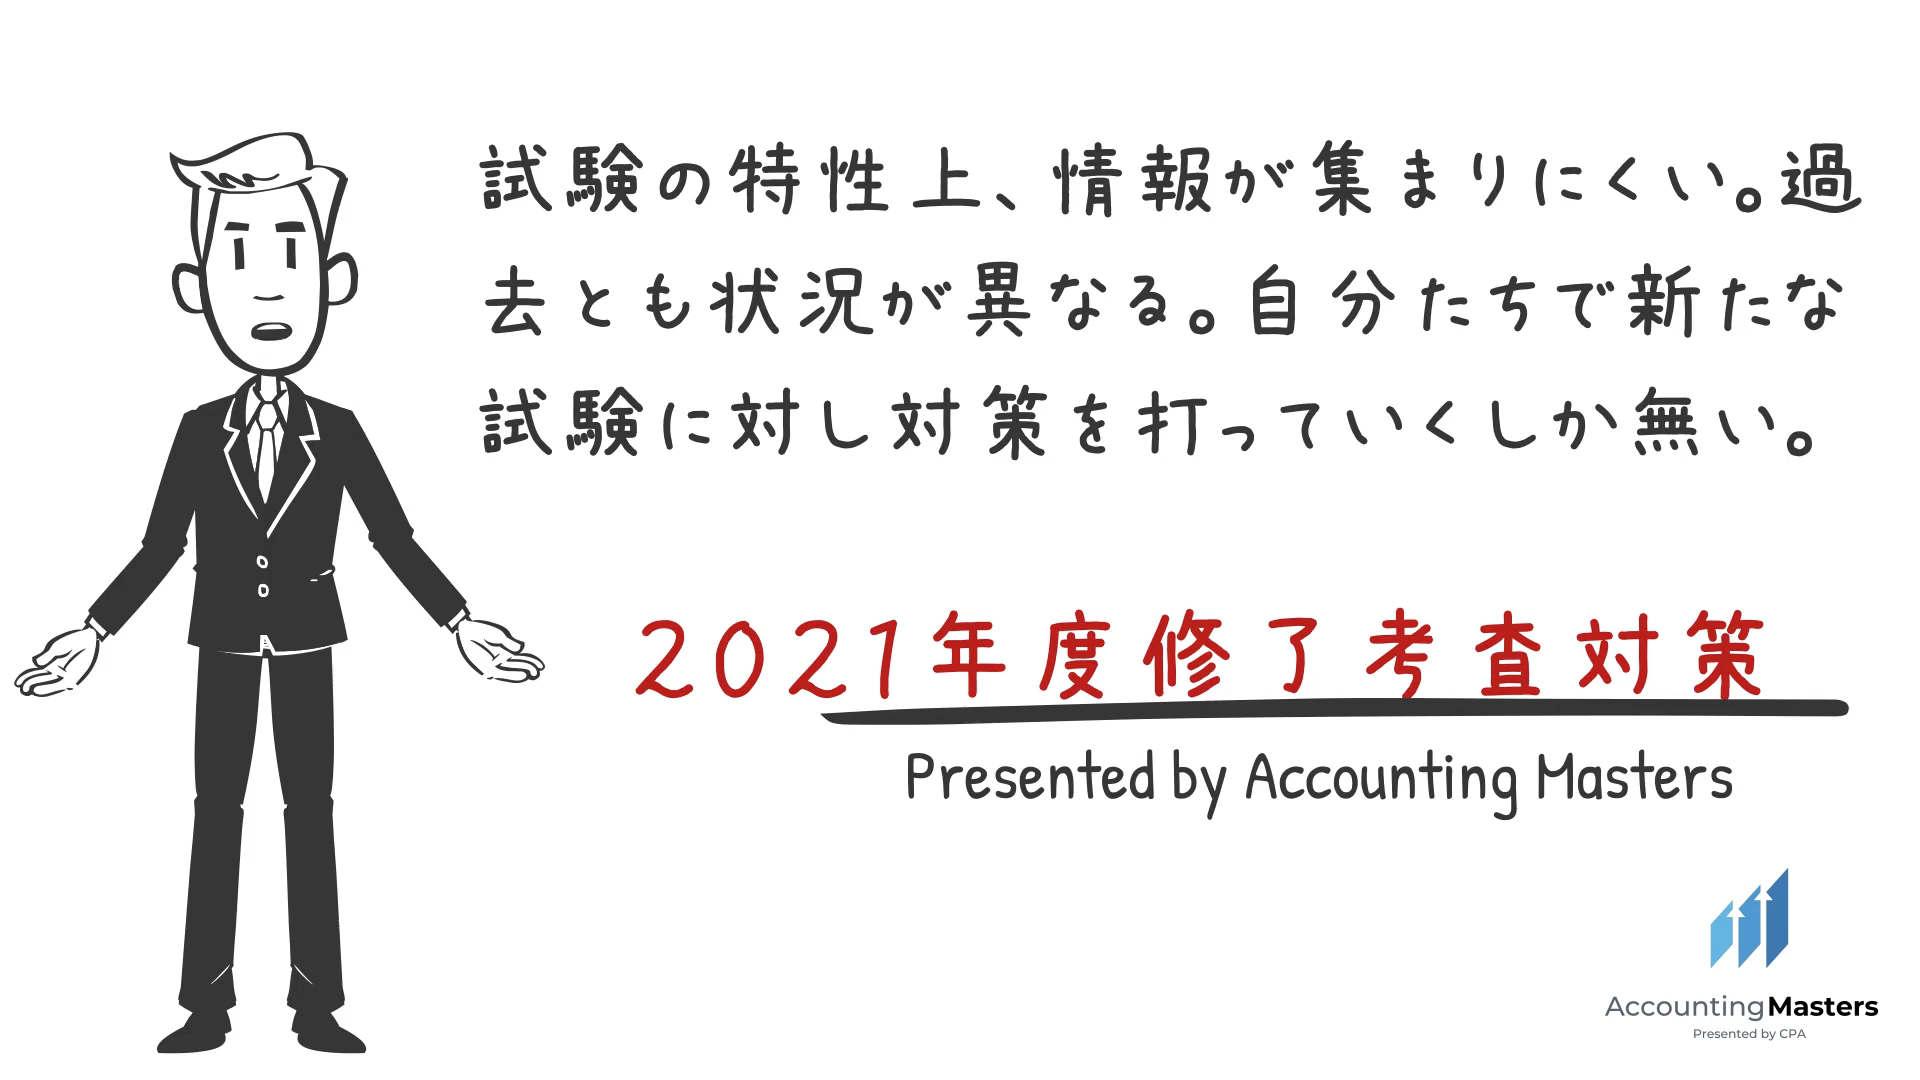 試験の特性上、情報が集まりにくい。過
去とも状況が異なる。自分たちで新たな
試験に対し対策を打っていくしか無い。
2021年度修了考査対策
Presented by Accounting Masters
AccountingMasters
Presented by CPA